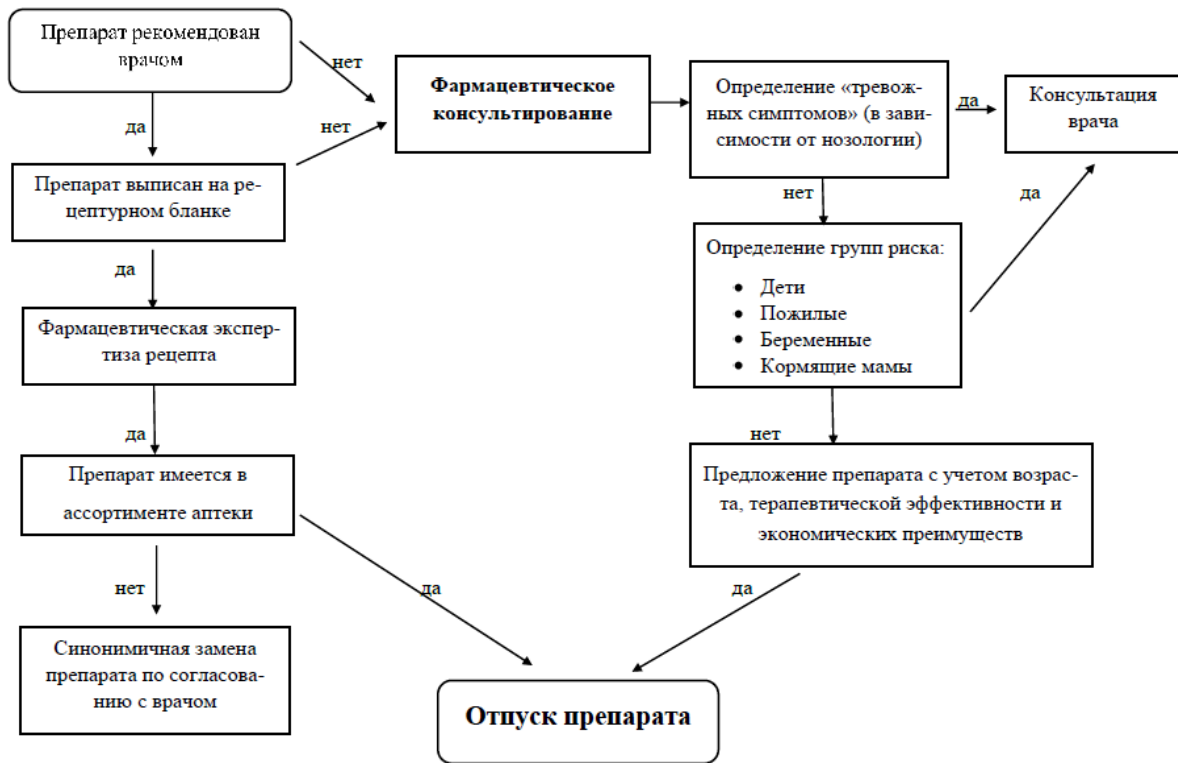 Препарат рекомендован
врачом
нет
Фармацевтическое
консультирование
Определение «тревож-
ных симптомов» (в зави-
симости от нозологии)
да
Консультация
врача
да
нет
Препарат выписан на ре-
цептурном бланке
нет
да
Определение групп риска:
• Дети
• Пожилые
• Беременные
• Кормящие мамы
да
Фармацевтическая экспер-
тиза рецепта
да
нет
Препарат имеется в
ассортименте аптеки
Предложение препарата с учетом возрас-
та, терапевтической эффективности и
экономических преимуществ
нет
да
да
Синонимичная замена
препарата по согласова-
нию с врачом
Отпуск препарата